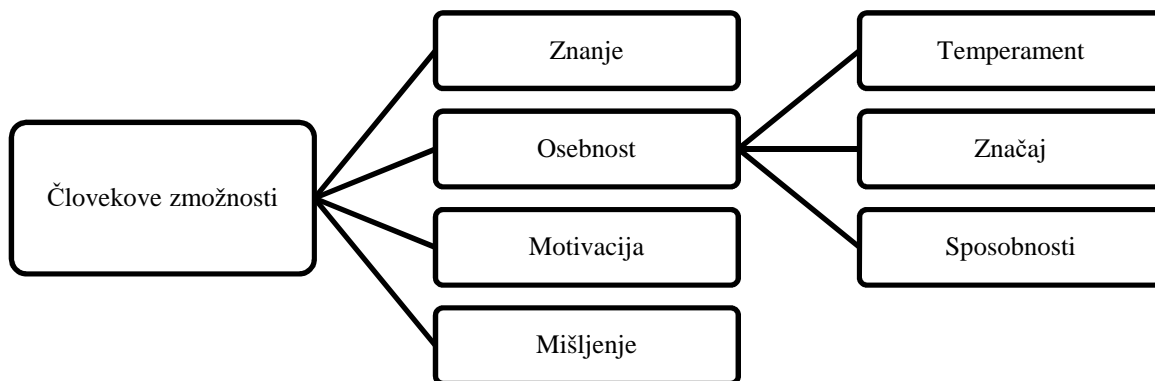 Človekove zmožnosti
Znanje
Osebnost
Motivacija
Mišljenje
Temperament
Značaj
Sposobnosti